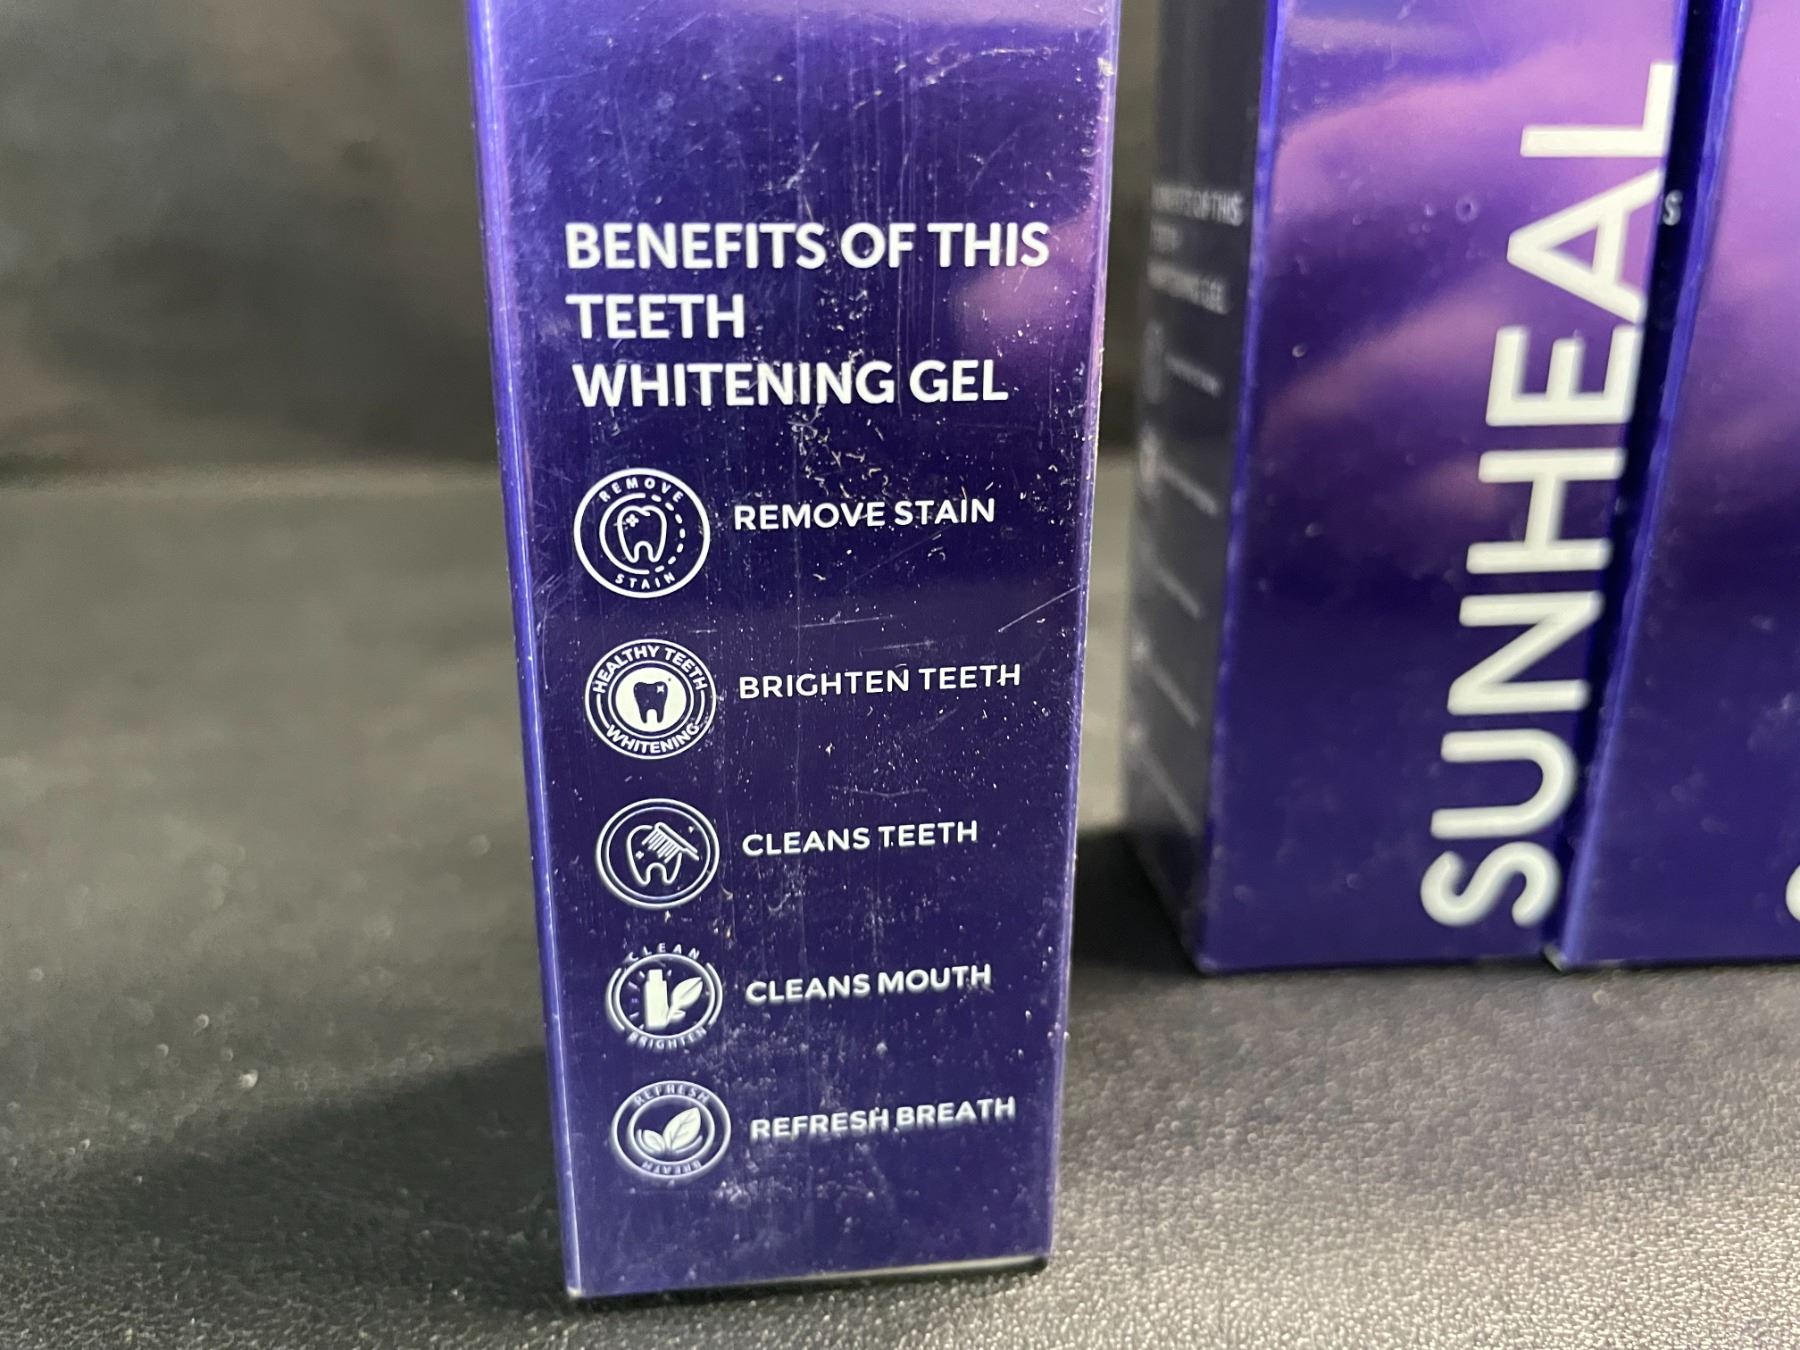 BENEFITS OF THIS
TEETH
WHITENING GEL
REMOVE
STAIN
REMOVE STAIN
HEALTHY TEETH
WHITENING
BRIGHTEN TEETH
CLEANS TEETH
CLEAN
BRIGHTEN
CLEANS MOUTH
REFRESH
BREATH
REFRESH BREATH
SUNHEAL
S